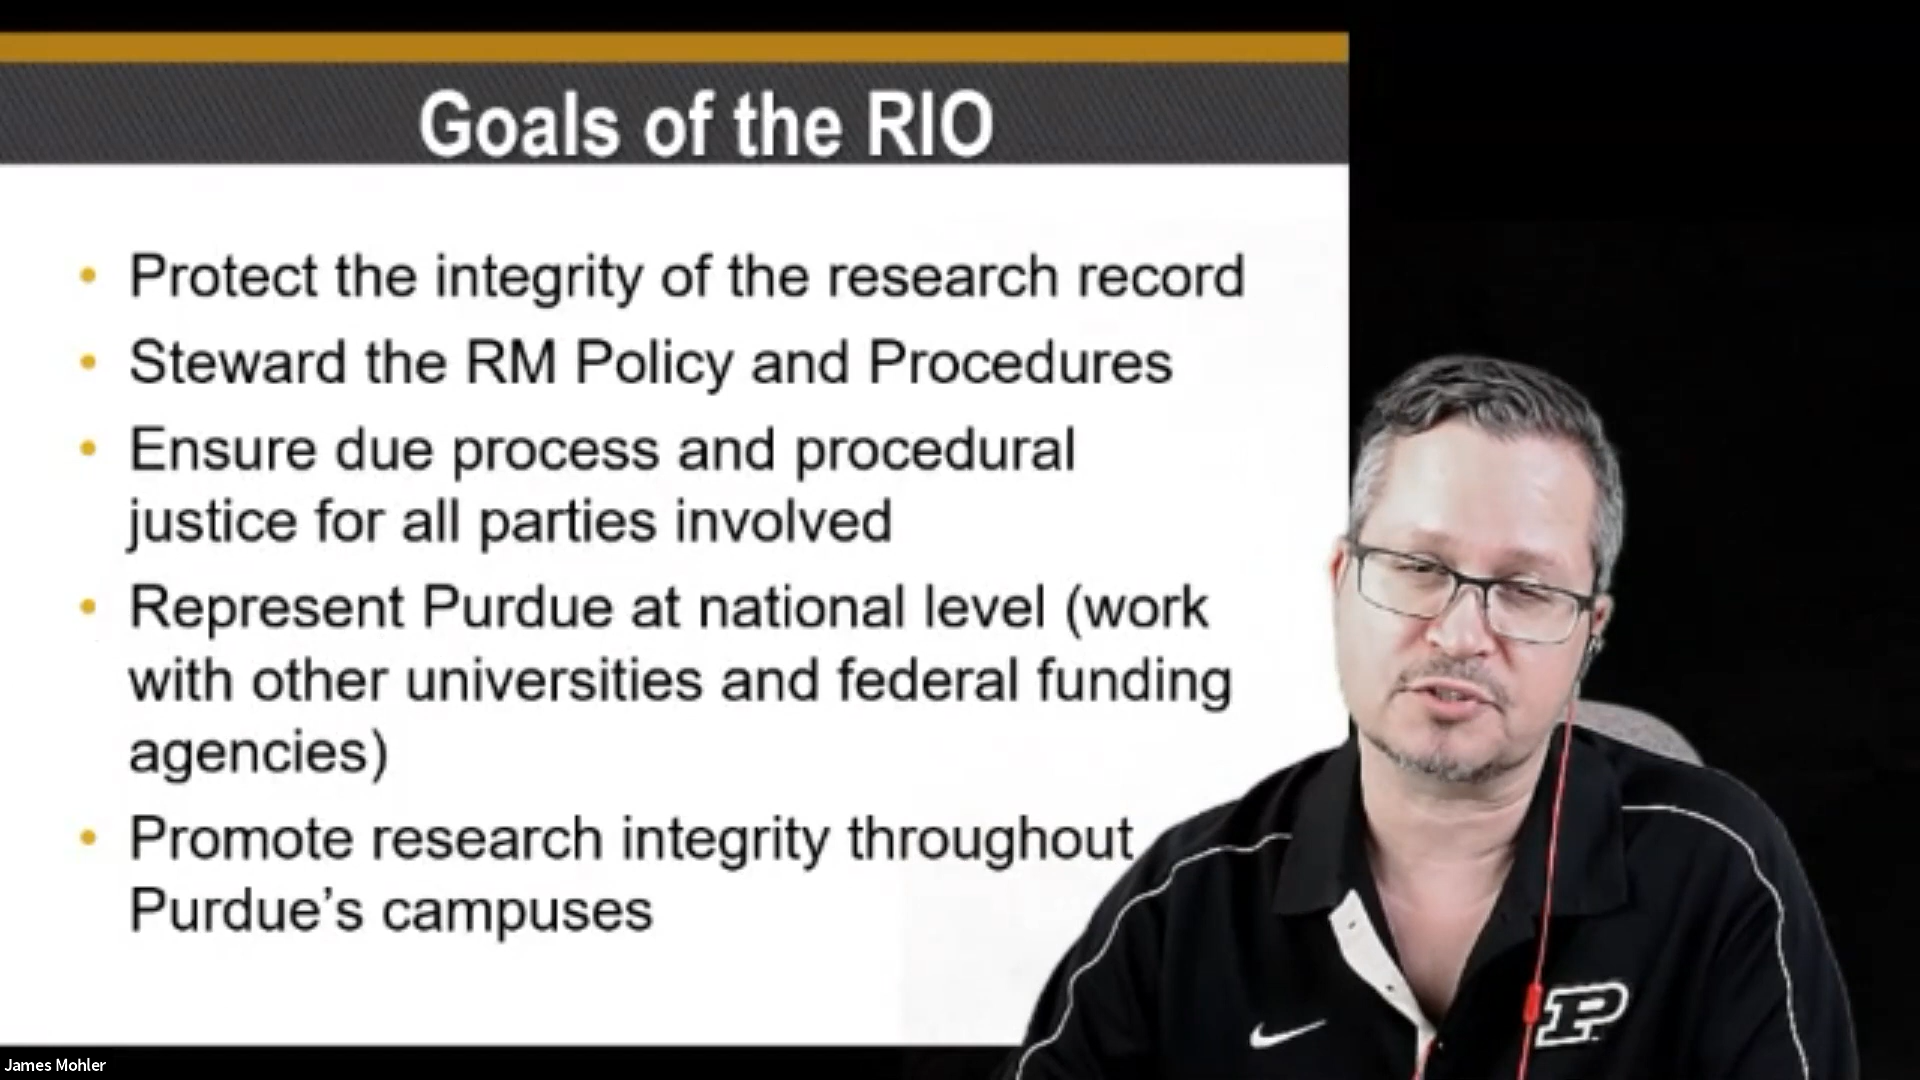 Goals of the RIO
• Protect the integrity of the research record
• Steward the RM Policy and Procedures
• Ensure due process and procedural
justice for all parties involved
• Represent Purdue at national level (work
with other universities and federal funding
agencies)
• Promote research integrity throughout
Purdue’s campuses
P
James Mohler